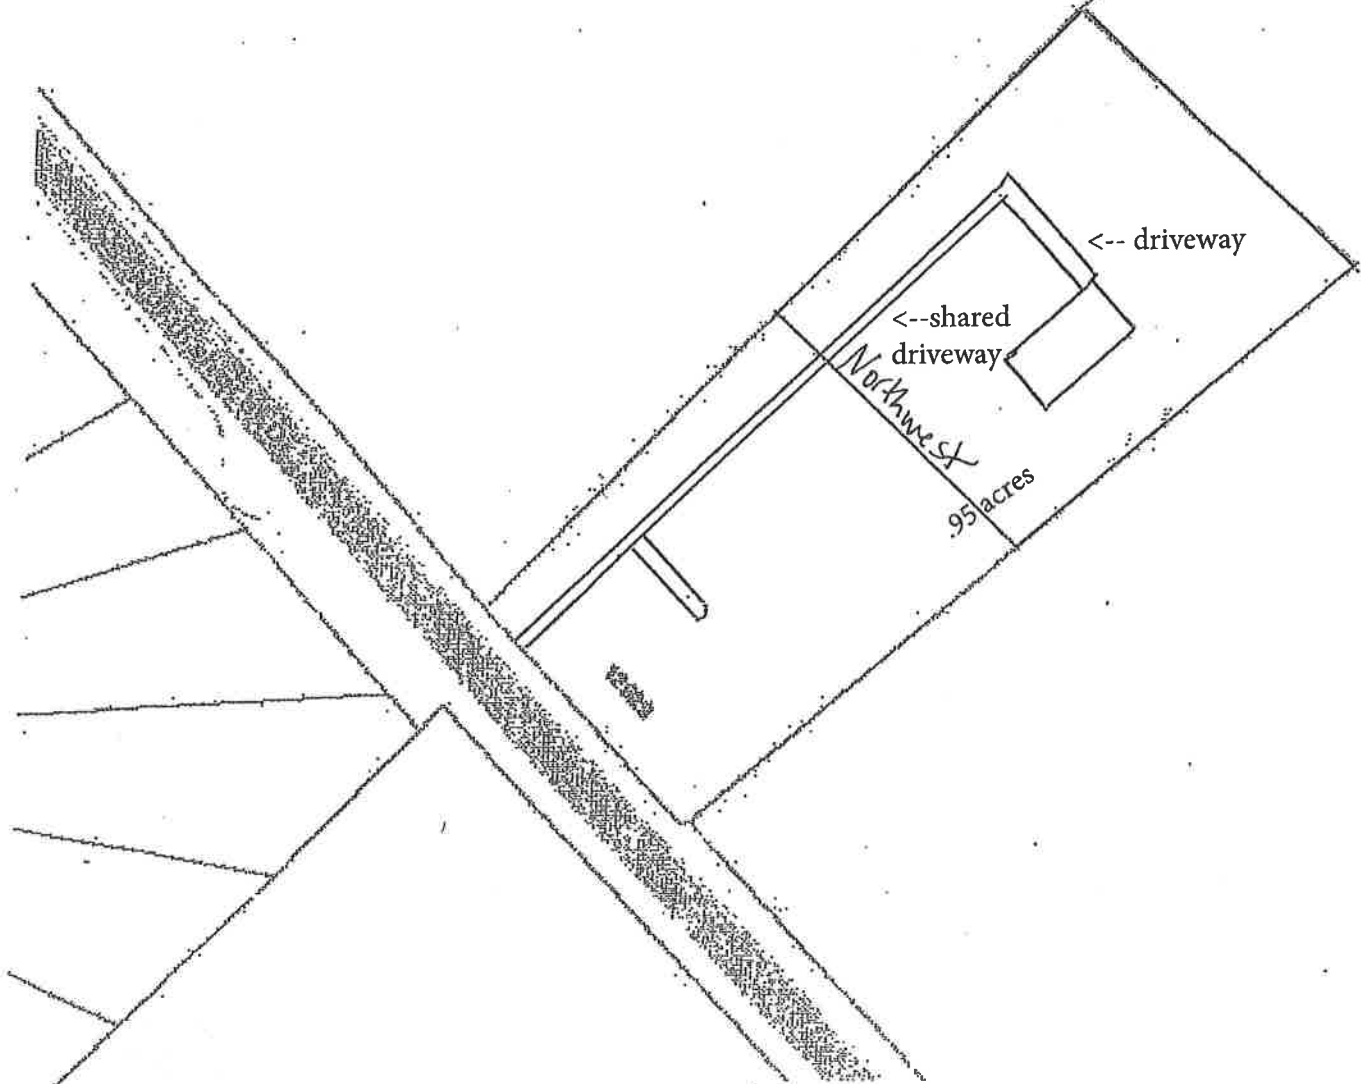 <-- driveway
<--shared
driveway
Northwest
.95 acres